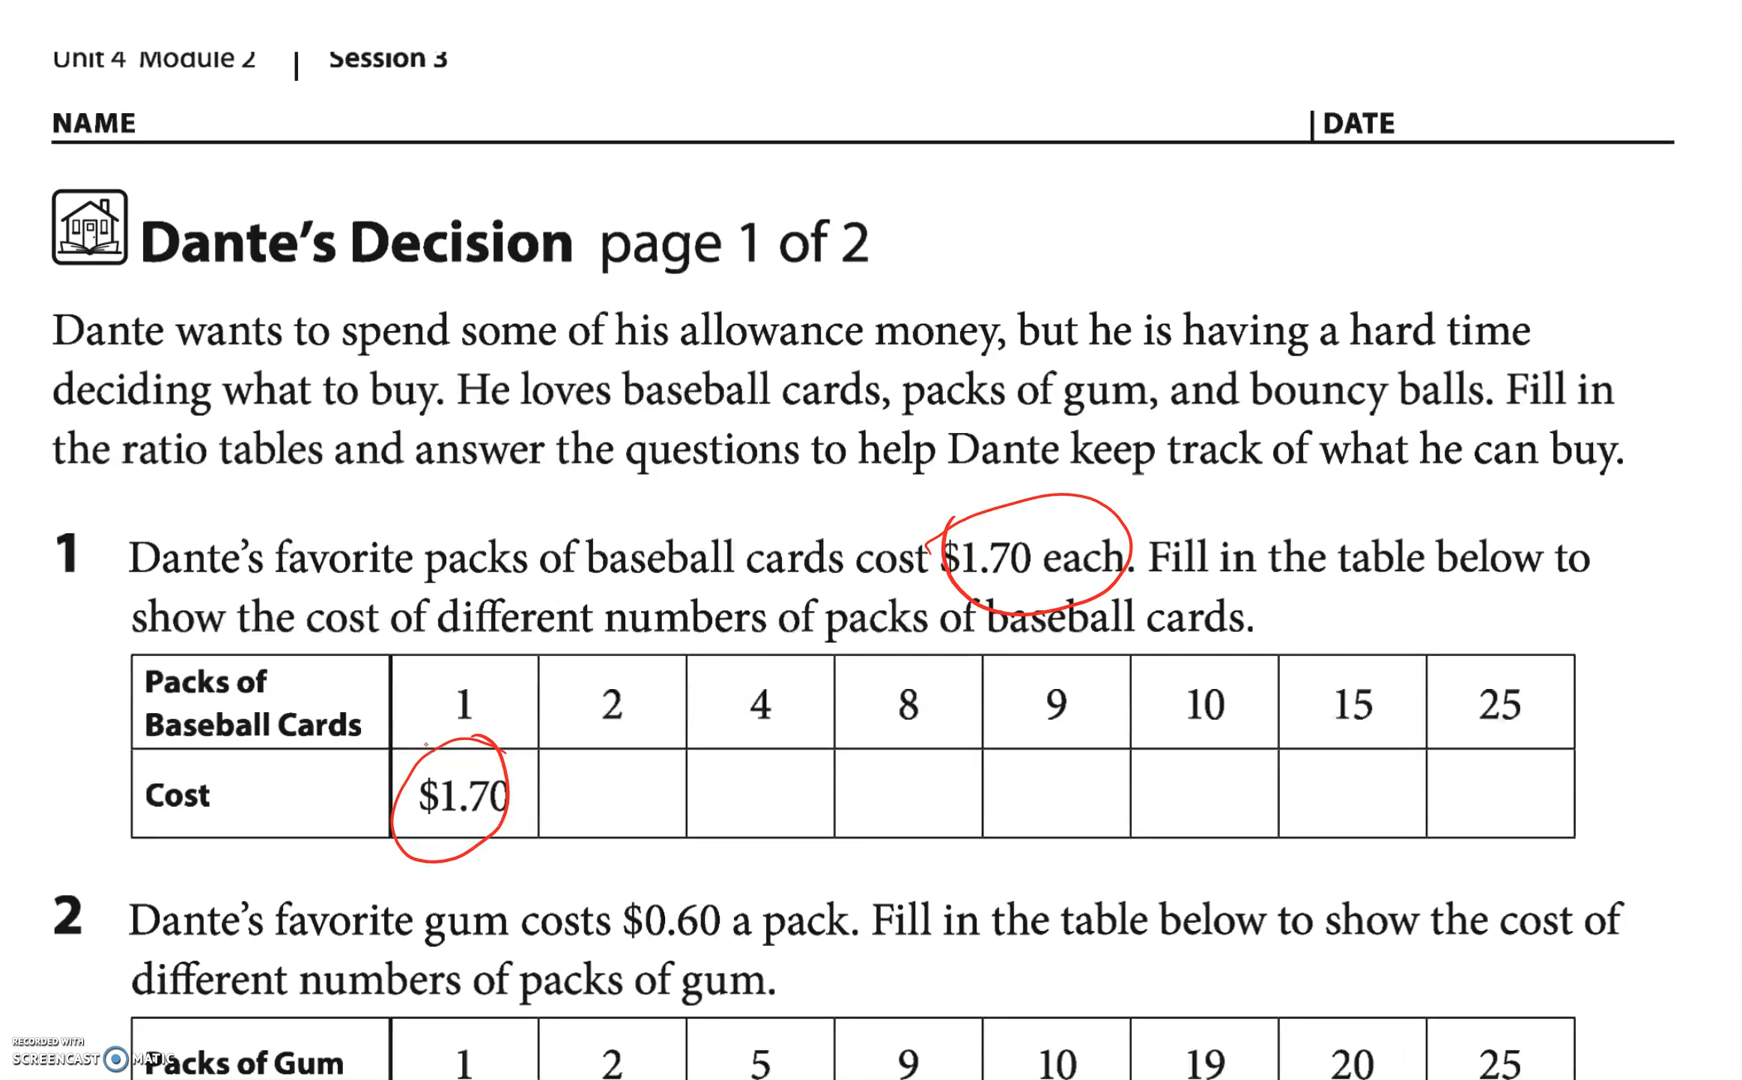 Unit 4 Module 2 | Session 3
NAME | DATE
Dante's Decision page 1 of 2
Dante wants to spend some of his allowance money, but he is having a hard time
deciding what to buy. He loves baseball cards, packs of gum, and bouncy balls. Fill in
the ratio tables and answer the questions to help Dante keep track of what he can buy.
1 Dante's favorite packs of baseball cards cost $1.70 each. Fill in the table below to
show the cost of different numbers of packs of baseball cards.
Packs of
Baseball Cards 1 2 4 8 9 10 15 25
Cost $1.70
2 Dante's favorite gum costs $0.60 a pack. Fill in the table below to show the cost of
different numbers of packs of gum.
Packs of Gum 1 2 5 9 10 19 20 25
RECORDED WITH
SCREENCAST MATIC